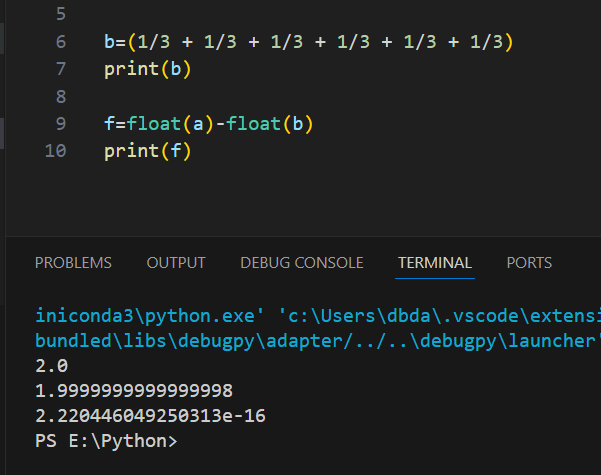 5
6 b=(1/3 + 1/3 + 1/3 + 1/3 + 1/3 + 1/3)
7 print(b)
8
9 f=float(a)-float(b)
10 print(f)
PROBLEMS OUTPUT DEBUG CONSOLE TERMINAL PORTS
iniconda3\python.exe' 'c:\Users\dbda\.vscode\extensi
bundled\libs\debugpy\adapter/../..\debugpy\launcher'
2.0
1.9999999999999998
2.220446049250313e-16
PS E:\Python>